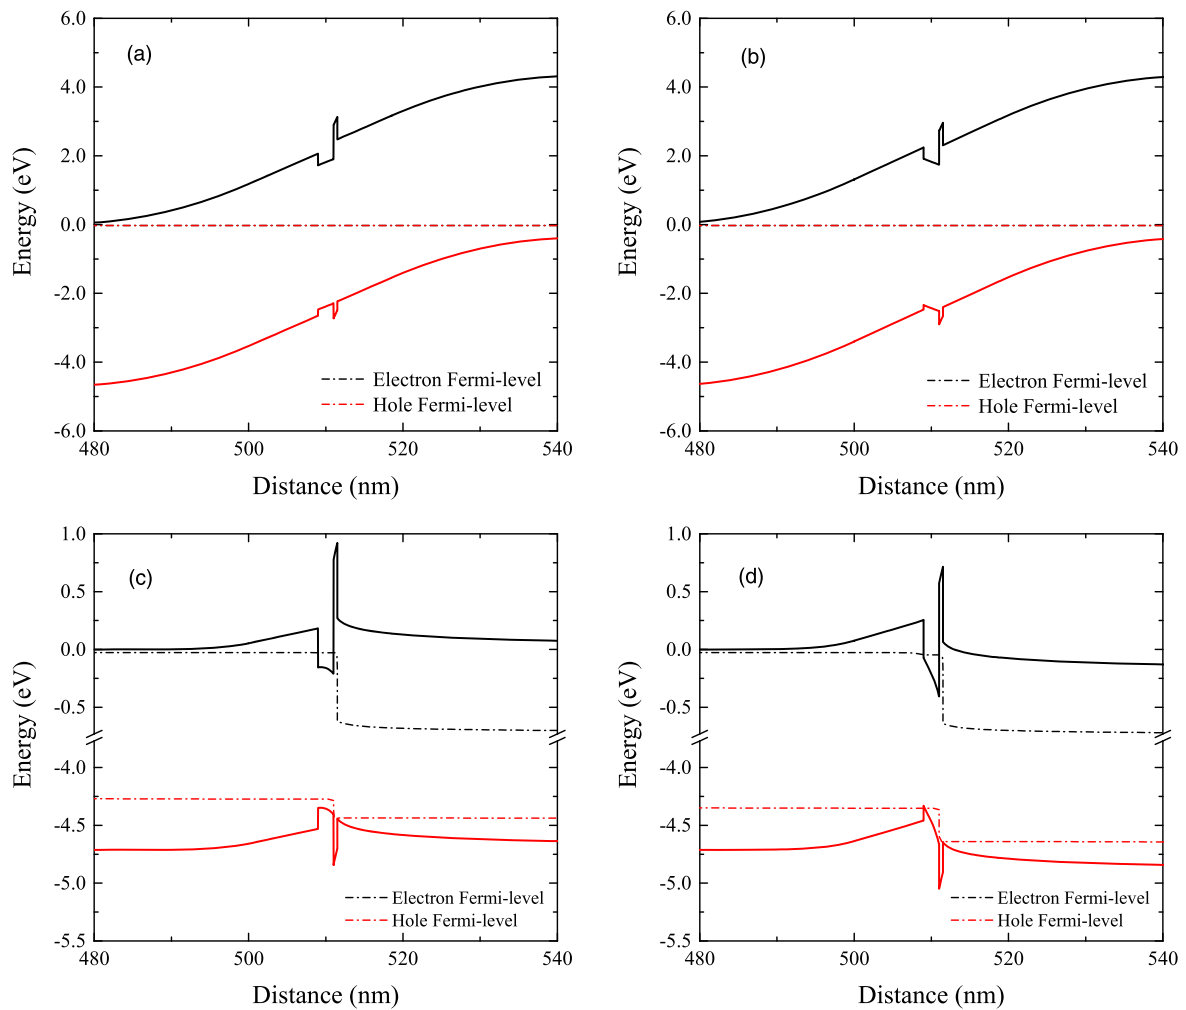 (a)
6.0
4.0
2.0
0.0
-2.0
-4.0
-6.0
Energy (eV)
Electron Fermi-level
Hole Fermi-level
480
500
520
540
Distance (nm)
(b)
6.0
4.0
2.0
0.0
-2.0
-4.0
-6.0
Energy (eV)
Electron Fermi-level
Hole Fermi-level
480
500
520
540
Distance (nm)
(c)
1.0
0.5
0.0
-0.5
-4.0
-4.5
-5.0
-5.5
Energy (eV)
Electron Fermi-level
Hole Fermi-level
480
500
520
540
Distance (nm)
(d)
1.0
0.5
0.0
-0.5
-4.0
-4.5
-5.0
-5.5
Energy (eV)
Electron Fermi-level
Hole Fermi-level
480
500
520
540
Distance (nm)